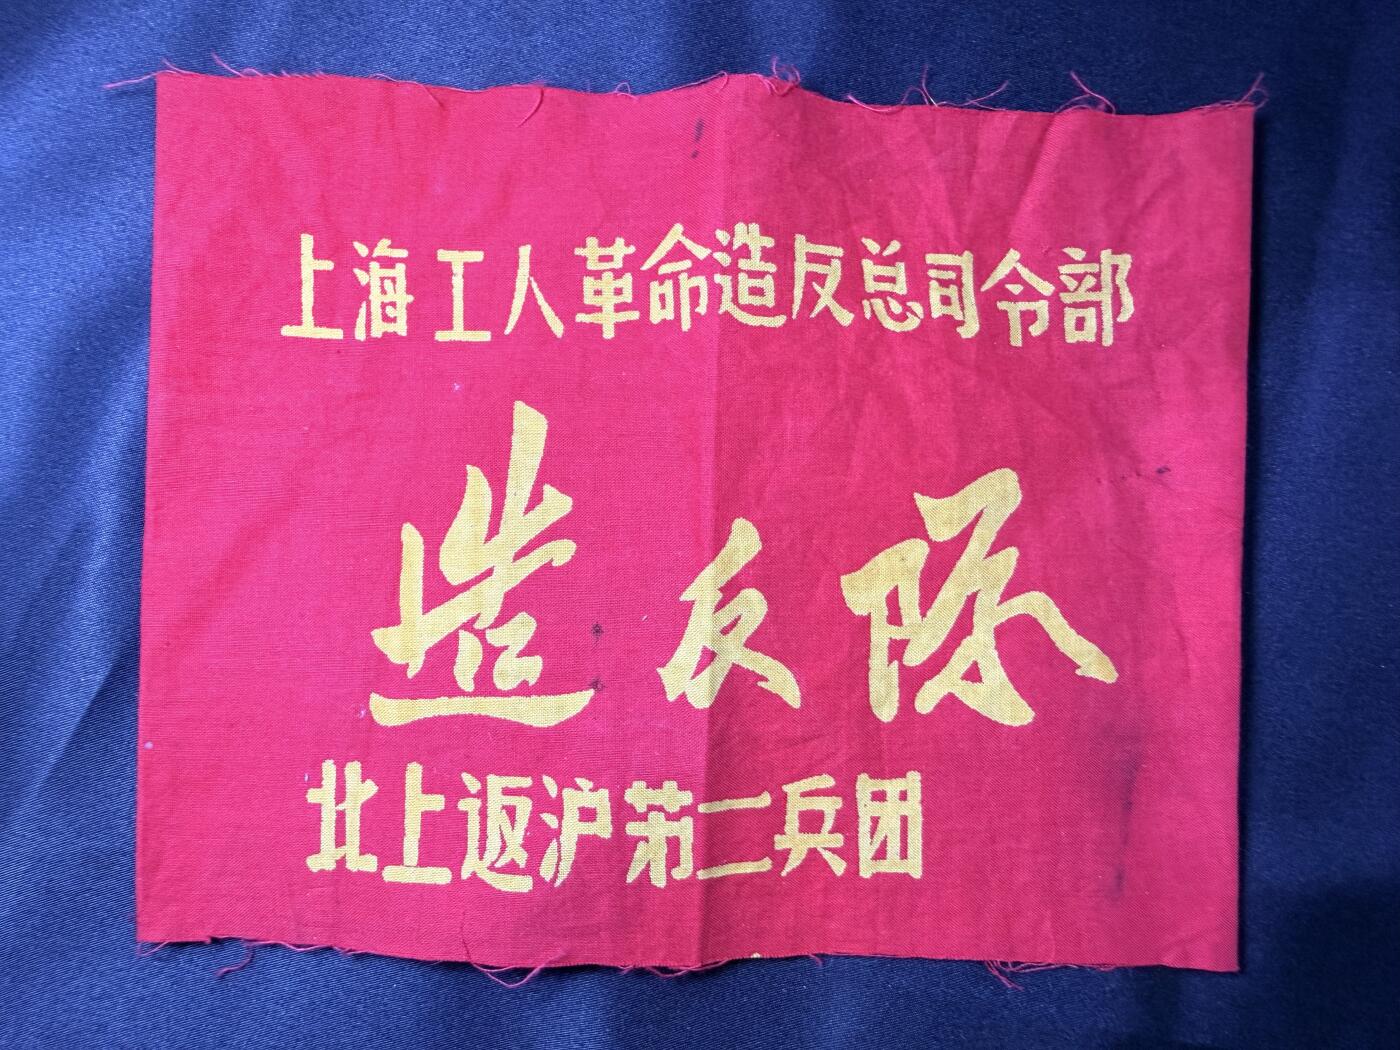 上海工人革命造反总司令部
造反队
北上返沪第二兵团